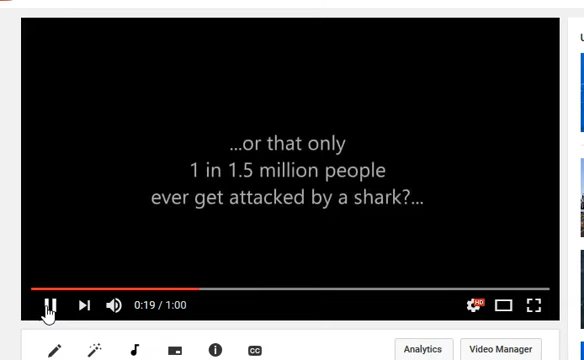 ...or that only
1 in 1.5 million people
ever get attacked by a shark?...
0:19 / 1:00
HD
CC
Analytics
Video Manager